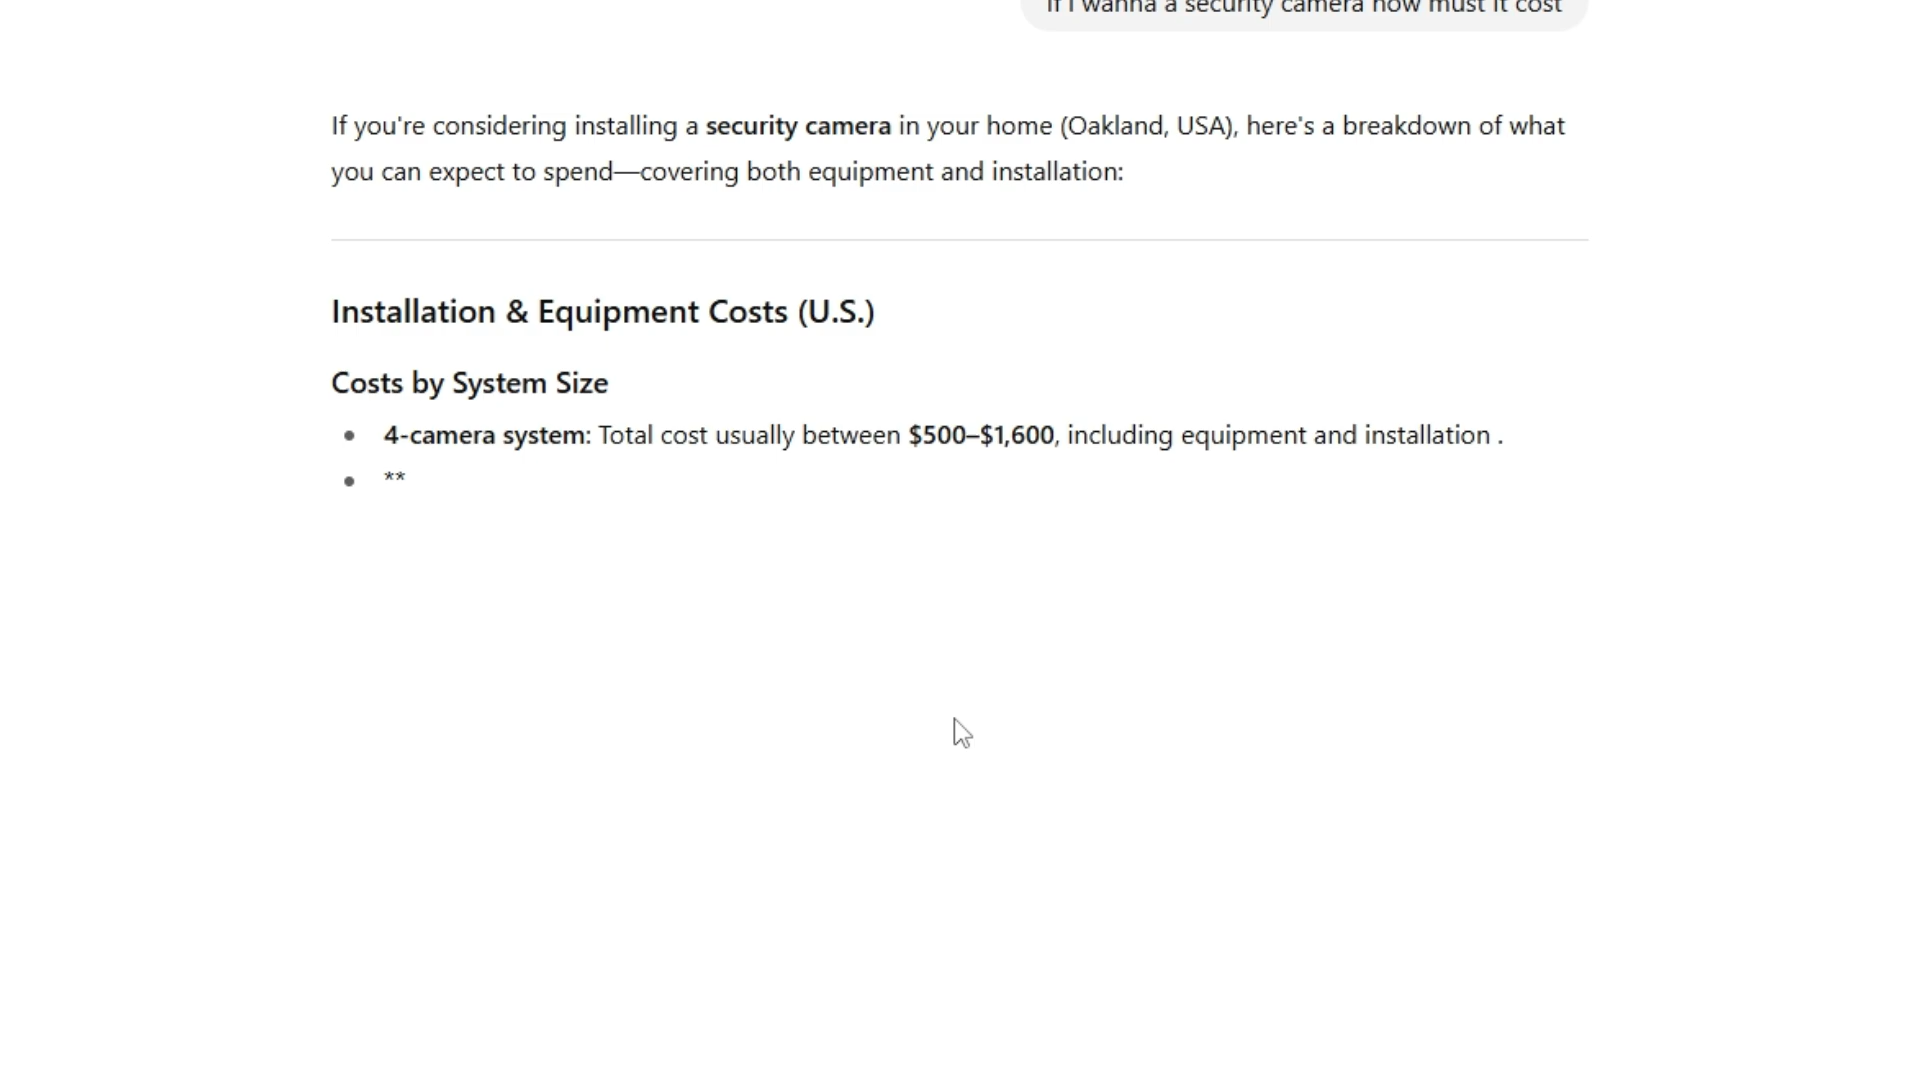 If I wanna a security camera how must it cost
If you're considering installing a security camera in your home (Oakland, USA), here's a breakdown of what
you can expect to spend—covering both equipment and installation:
Installation & Equipment Costs (U.S.)
Costs by System Size
• 4-camera system: Total cost usually between $500–$1,600, including equipment and installation .
• **